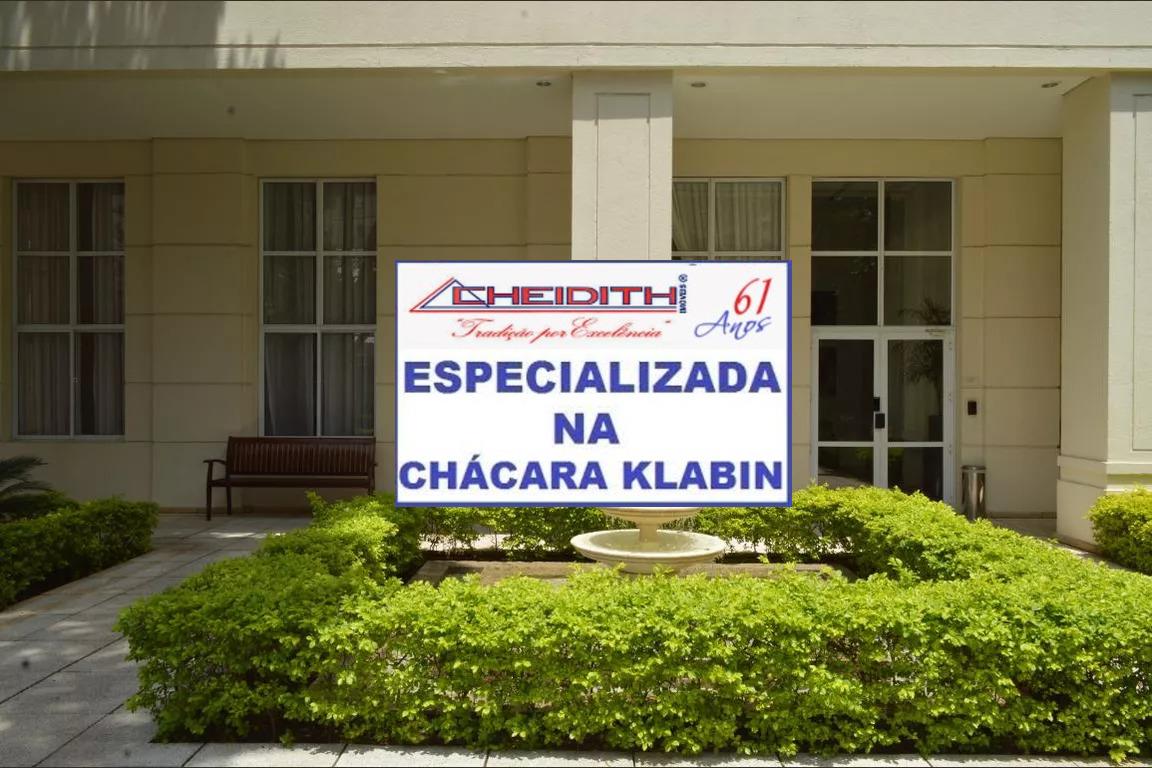 CHEIDITH IMÓVEIS ®
61
Anos
"Tradição por Excelência"
ESPECIALIZADA
NA
CHÁCARA KLABIN